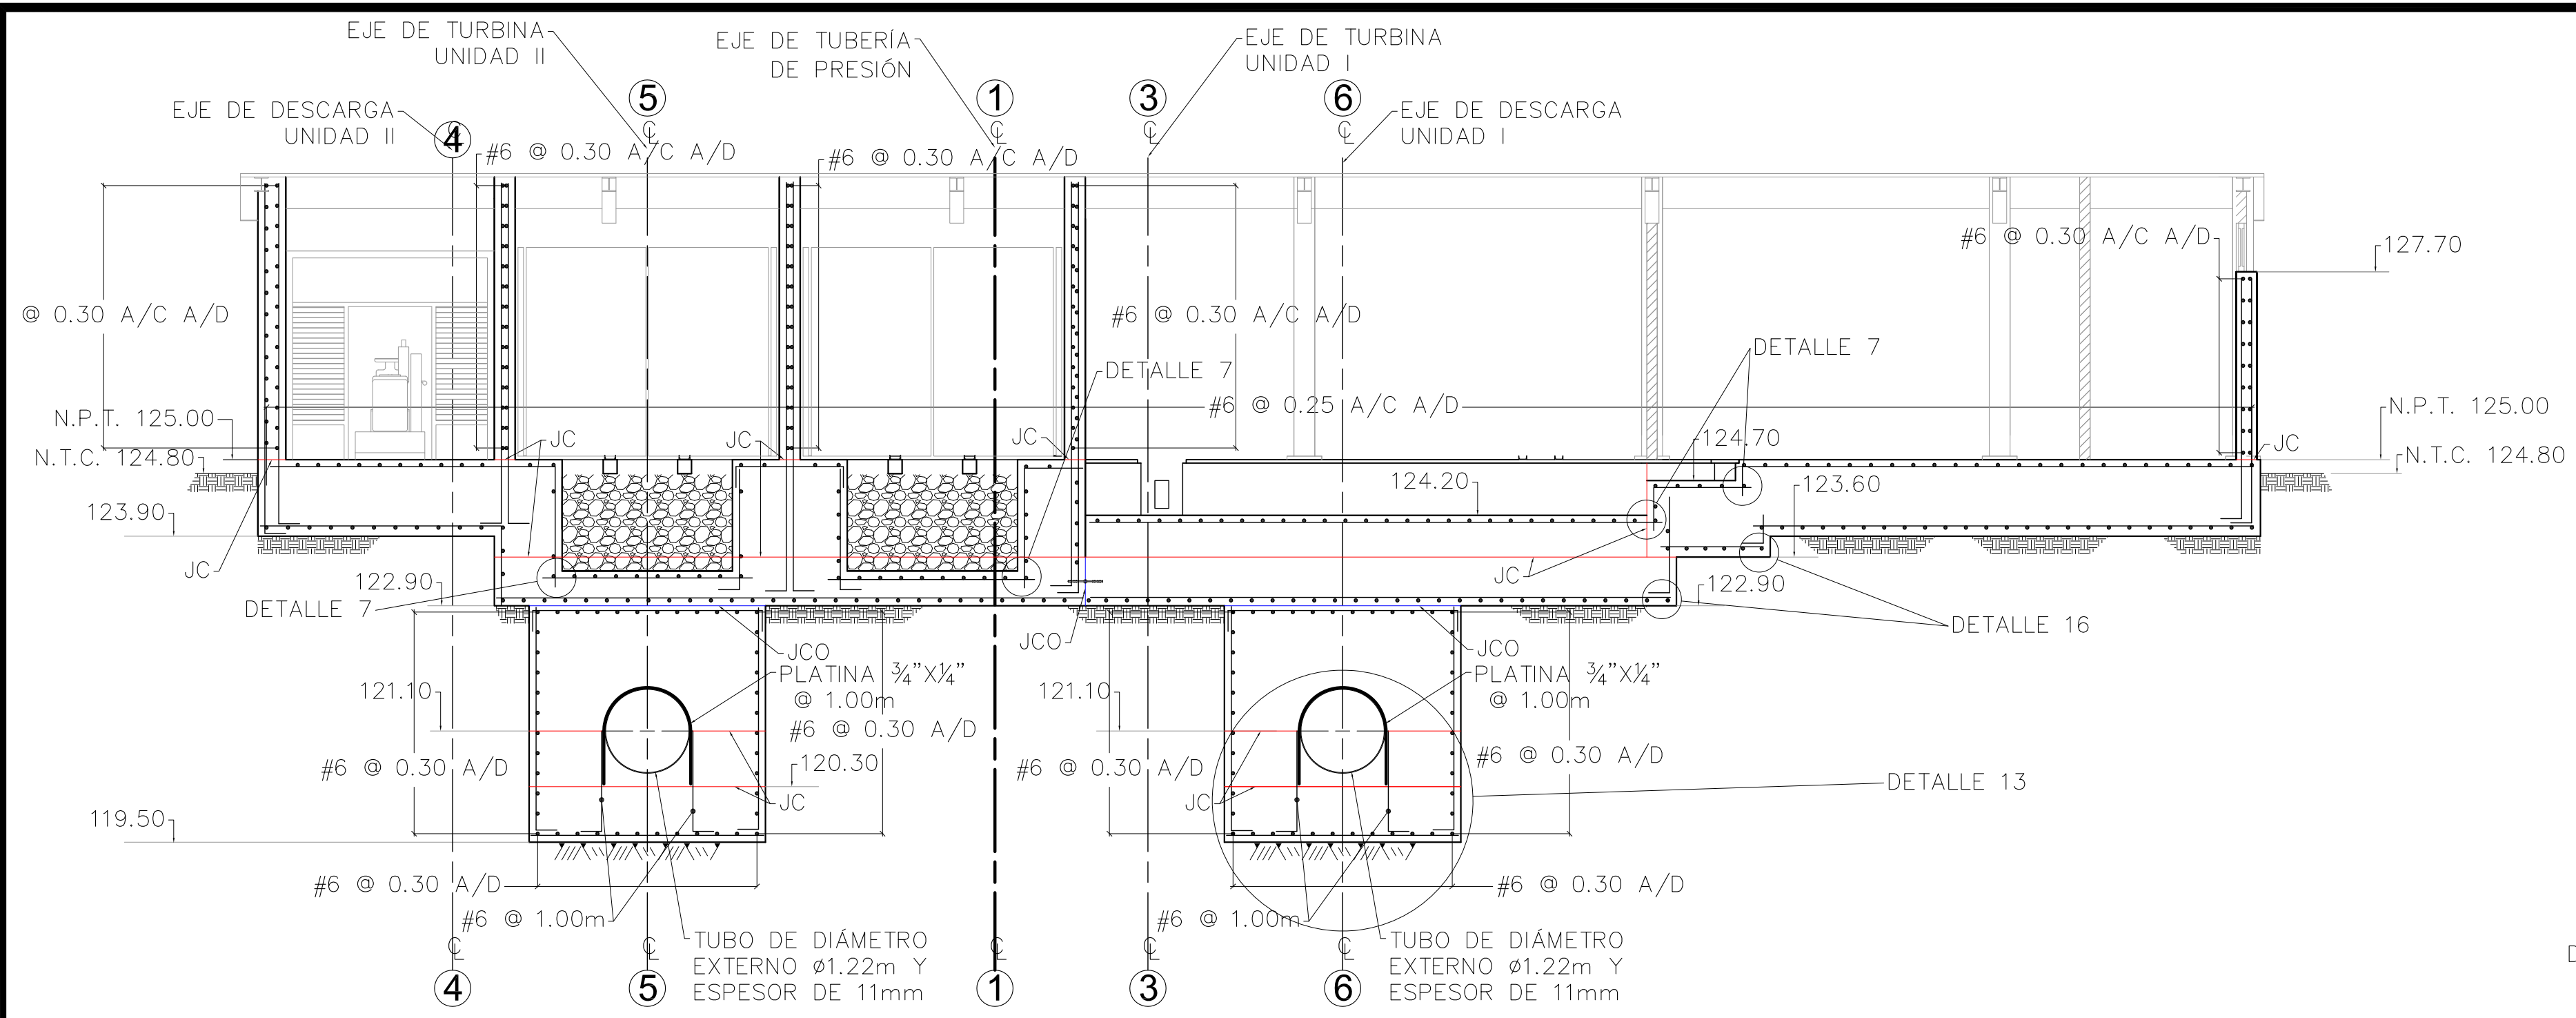 EJE DE TURBINA
UNIDAD II
EJE DE TUBERÍA
DE PRESIÓN
EJE DE TURBINA
UNIDAD I
EJE DE DESCARGA
UNIDAD II
EJE DE DESCARGA
UNIDAD I
4
5
1
3
6
#6 @ 0.30 A/C A/D
#6 @ 0.30 A/C A/D
#6 @ 0.30 A/C A/D
127.70
@ 0.30 A/C A/D
#6 @ 0.30 A/C A/D
DETALLE 7
DETALLE 7
#6 @ 0.25 A/C A/D
N.P.T. 125.00
N.P.T. 125.00
JC
JC
JC
124.70
JC
N.T.C. 124.80
N.T.C. 124.80
124.20
123.60
123.90
JC
JC
122.90
122.90
DETALLE 7
DETALLE 16
JCO
JCO
JCO
PLATINA ¾"X¼"
@ 1.00m
PLATINA ¾"X¼"
@ 1.00m
121.10
121.10
#6 @ 0.30 A/D
#6 @ 0.30 A/D
#6 @ 0.30 A/D
#6 @ 0.30 A/D
120.30
DETALLE 13
JC
JC
119.50
#6 @ 0.30 A/D
#6 @ 0.30 A/D
#6 @ 1.00m
#6 @ 1.00m
TUBO DE DIÁMETRO
EXTERNO ø1.22m Y
ESPESOR DE 11mm
TUBO DE DIÁMETRO
EXTERNO ø1.22m Y
ESPESOR DE 11mm
4
5
1
3
6